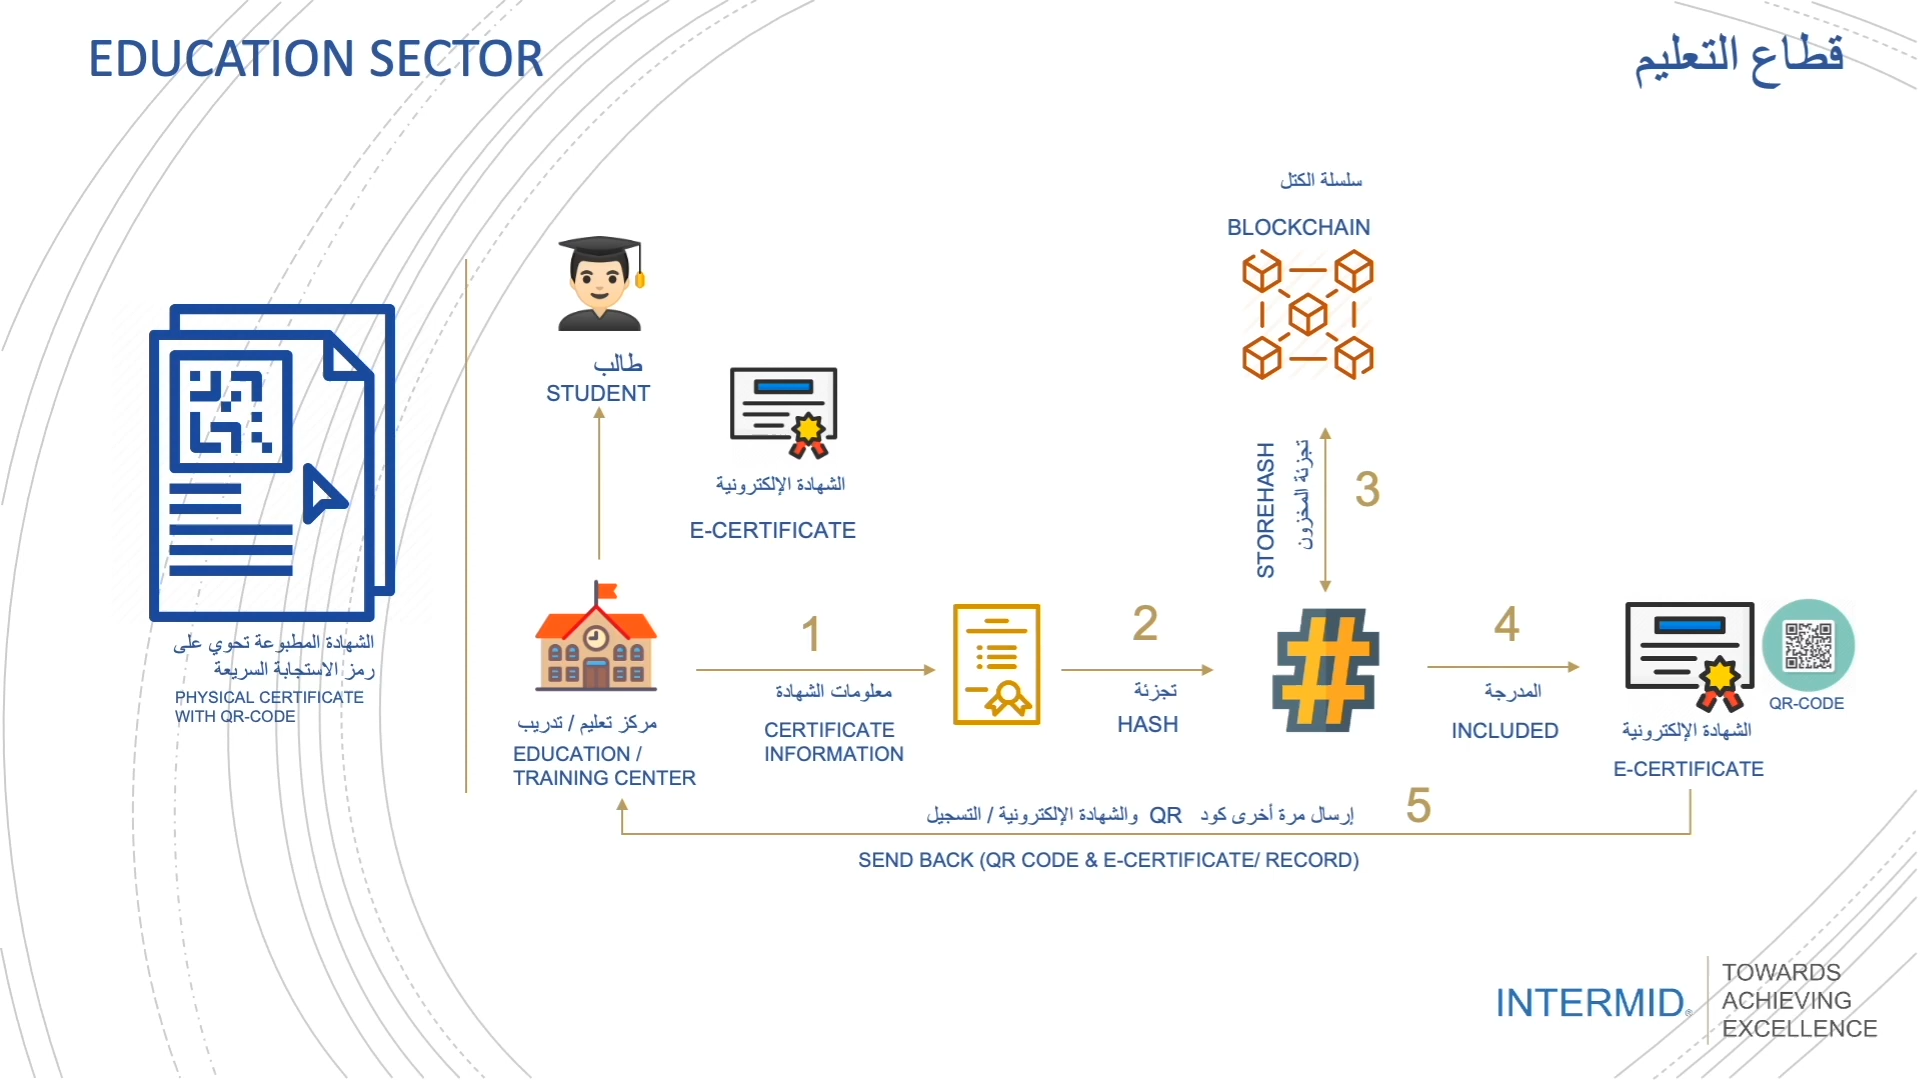 EDUCATION SECTOR
قطاع التعليم
سلسلة الكتل
BLOCKCHAIN
طالب
STUDENT
الشهادة الإلكترونية
E-CERTIFICATE
STOREHASH
تجزئة المخزون
3
الشهادة المطبوعة تحوي على
رمز الاستجابة السريعة
PHYSICAL CERTIFICATE
WITH QR-CODE
مركز تعليم / تدريب
EDUCATION /
TRAINING CENTER
1
معلومات الشهادة
CERTIFICATE
INFORMATION
2
تجزئة
HASH
4
المدرجة
INCLUDED
QR-CODE
الشهادة الإلكترونية
E-CERTIFICATE
5
إرسال مرة أخرى كود QR والشهادة الإلكترونية / التسجيل
SEND BACK (QR CODE & E-CERTIFICATE/ RECORD)
INTERMID®
TOWARDS
ACHIEVING
EXCELLENCE